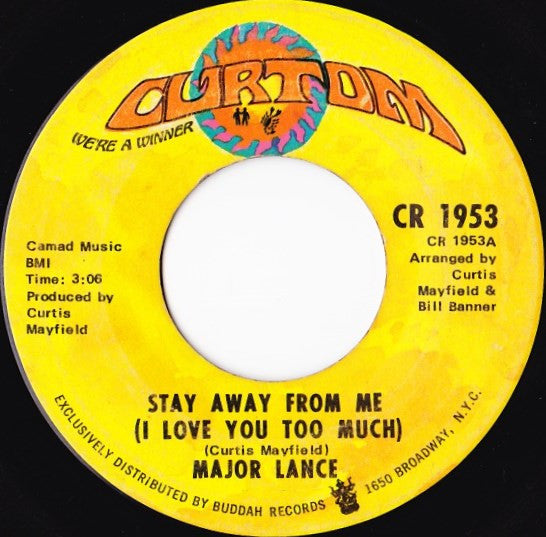 CURTOM
WE'RE A WINNER
CR 1953
CR 1953A
Arranged by
Curtis
Mayfield &
Bill Banner
Camad Music
BMI
Time: 3:06
Produced by
Curtis
Mayfield
STAY AWAY FROM ME
(I LOVE YOU TOO MUCH)
(Curtis Mayfield)
MAJOR LANCE
EXCLUSIVELY DISTRIBUTED BY BUDDAH RECORDS 1650 BROADWAY, N.Y.C.